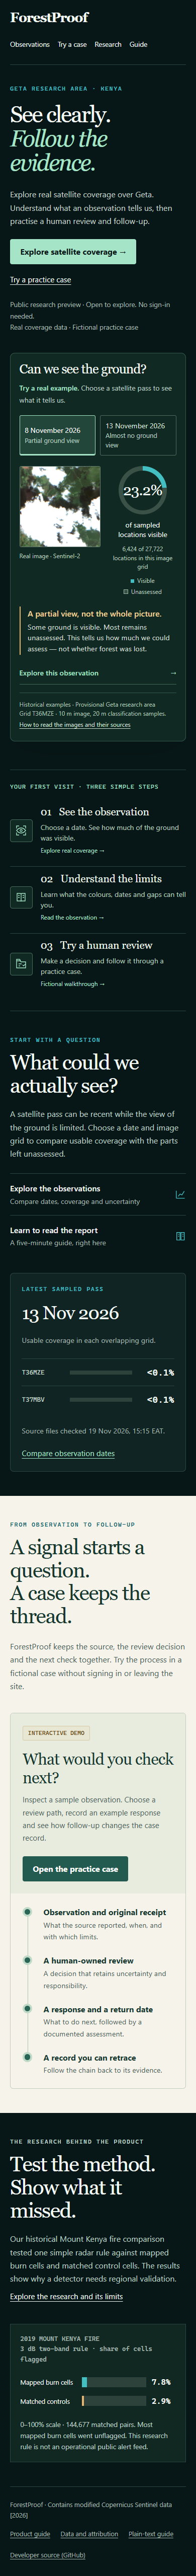 ForestProof
Observations Try a case Research Guide
GETA RESEARCH AREA · KENYA
See clearly.
Follow the
evidence.
Explore real satellite coverage over Geta.
Understand what an observation tells us, then
practise a human review and follow-up.
Explore satellite coverage →
Try a practice case
Public research preview · Open to explore. No sign-in
needed.
Real coverage data · Fictional practice case
Can we see the ground?
Try a real example. Choose a satellite pass to see
what it tells us.
8 November 2026
Partial ground view
13 November 2026
Almost no ground
view
23.2%
of sampled
locations visible
6,424 of 27,722
locations in this image
grid
Visible
Unassessed
Real image · Sentinel-2
A partial view, not the whole picture.
Some ground is visible. Most remains
unassessed. This tells us how much we could
assess — not whether forest was lost.
Explore this observation →
Historical examples · Provisional Geta research area
Grid T36MZE · 10 m image, 20 m classification samples.
How to read the images and their sources
YOUR FIRST VISIT · THREE SIMPLE STEPS
01 See the observation
Choose a date. See how much of the ground
was visible.
Explore real coverage →
02 Understand the limits
Learn what the colours, dates and gaps can tell
you.
Read the observation →
03 Try a human review
Make a decision and follow it through a
practice case.
Fictional walkthrough →
START WITH A QUESTION
What could we
actually see?
A satellite pass can be recent while the view of
the ground is limited. Choose a date and image
grid to compare usable coverage with the parts
left unassessed.
Explore the observations
Compare dates, coverage and uncertainty
Learn to read the report
A five-minute guide, right here
LATEST SAMPLED PASS
13 Nov 2026
Usable coverage in each overlapping grid.
T36MZE <0.1%
T37MBV <0.1%
Source files checked 19 Nov 2026, 15:15 EAT.
Compare observation dates
FROM OBSERVATION TO FOLLOW-UP
A signal starts a
question.
A case keeps the
thread.
ForestProof keeps the source, the review decision
and the next check together. Try the process in a
fictional case without signing in or leaving the
site.
INTERACTIVE DEMO
What would you check
next?
Inspect a sample observation. Choose a
review path, record an example response
and see how follow-up changes the case
record.
Open the practice case
Observation and original receipt
What the source reported, when, and
with which limits.
A human-owned review
A decision that retains uncertainty and
responsibility.
A response and a return date
What to do next, followed by a
documented assessment.
A record you can retrace
Follow the chain back to its evidence.
THE RESEARCH BEHIND THE PRODUCT
Test the method.
Show what it
missed.
Our historical Mount Kenya fire comparison
tested one simple radar rule against mapped
burn cells and matched control cells. The results
show why a detector needs regional validation.
Explore the research and its limits
2019 MOUNT KENYA FIRE
3 dB two-band rule · share of cells
flagged
Mapped burn cells 7.8%
Matched controls 2.9%
0–100% scale · 144,677 matched pairs. Most
mapped burn cells went unflagged. This research
rule is not an operational public alert feed.
ForestProof · Contains modified Copernicus Sentinel data
[2026]
Product guide Data and attribution Plain-text guide
Developer source (GitHub)